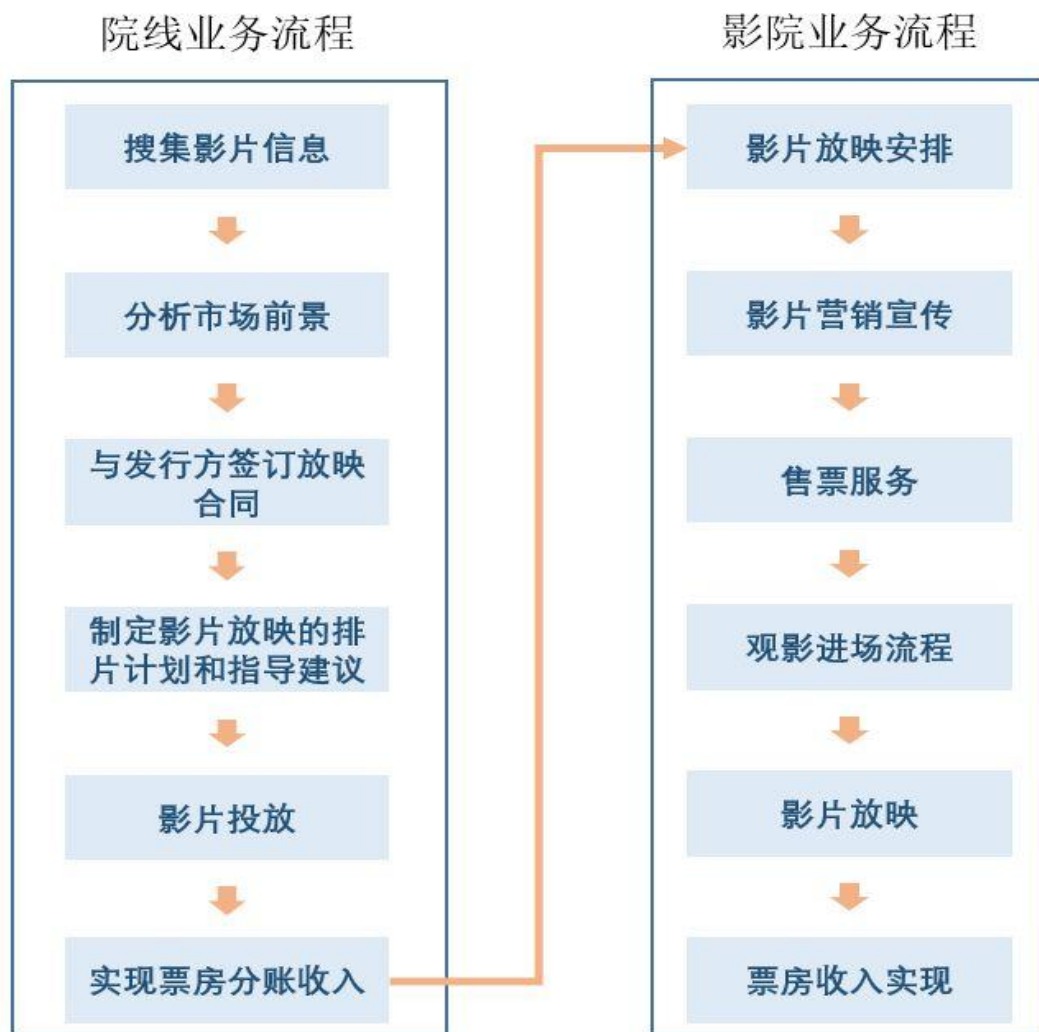 院线业务流程
搜集影片信息
分析市场前景
与发行方签订放映
合同
制定影片放映的排
片计划和指导建议
影片投放
实现票房分账收入
影院业务流程
影片放映安排
影片营销宣传
售票服务
观影进场流程
影片放映
票房收入实现